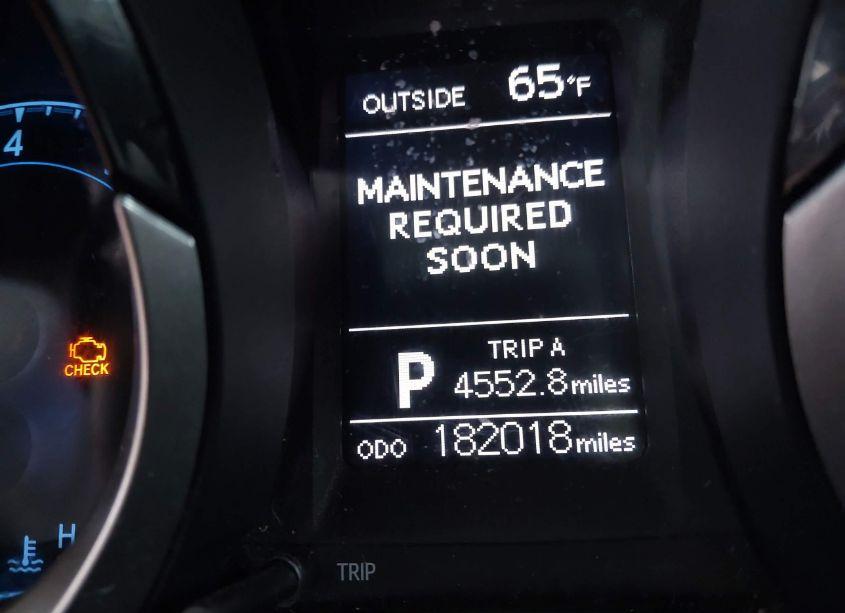 OUTSIDE 65°F
4
MAINTENANCE
REQUIRED
SOON
CHECK
P
TRIP A
4552.8 miles
ODO 182018 miles
H
TRIP